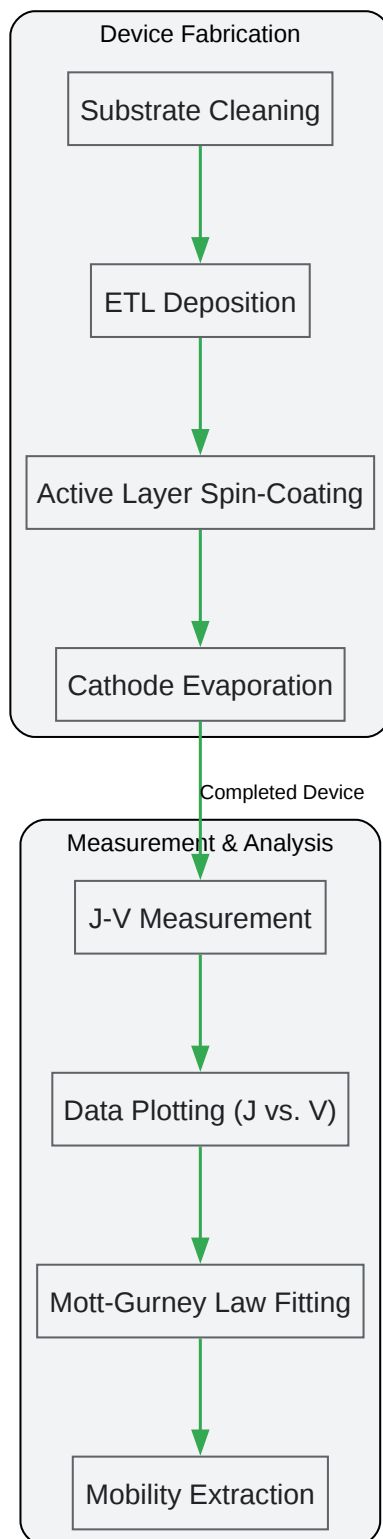 Device Fabrication
Substrate Cleaning
ETL Deposition
Active Layer Spin-Coating
Cathode Evaporation
Completed Device
Measurement & Analysis
J-V Measurement
Data Plotting (J vs. V)
Mott-Gurney Law Fitting
Mobility Extraction